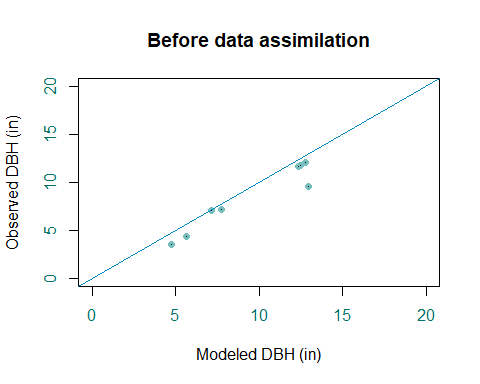 Before data assimilation
Observed DBH (in)
20
15
10
5
0
0 5 10 15 20
Modeled DBH (in)